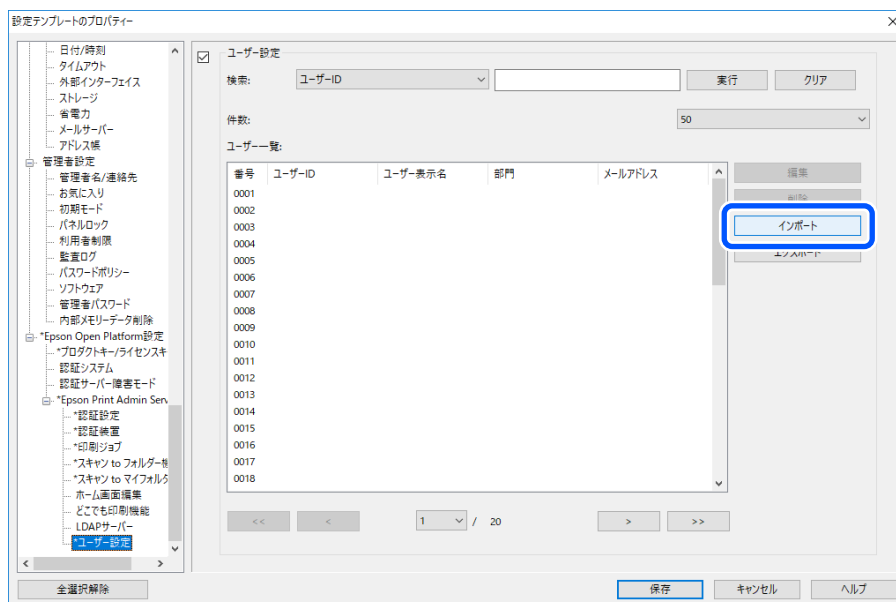 設定テンプレートのプロパティー
日付/時刻
タイムアウト
外部インターフェイス
ストレージ
省電力
メールサーバー
アドレス帳
管理者設定
管理者名/連絡先
お気に入り
初期モード
パネルロック
利用者制限
監査ログ
パスワードポリシー
ソフトウェア
管理者パスワード
内部メモリーデータ削除
*Epson Open Platform設定
*プロダクトキー/ライセンスキ
認証システム
認証サーバー障害モード
*Epson Print Admin Serv
*認証設定
*認証装置
*印刷ジョブ
*スキャン to フォルダー機
*スキャン to マイフォルダ
ホーム画面編集
どこでも印刷機能
LDAPサーバー
*ユーザー設定
ユーザー設定
検索: ユーザーID 実行 クリア
件数: 50
ユーザー一覧:
番号 ユーザーID ユーザー表示名 部門 メールアドレス
0001
0002
0003
0004
0005
0006
0007
0008
0009
0010
0011
0012
0013
0014
0015
0016
0017
0018
編集
削除
インポート
エクスポート
<< < 1 / 20 > >>
全選択解除 保存 キャンセル ヘルプ